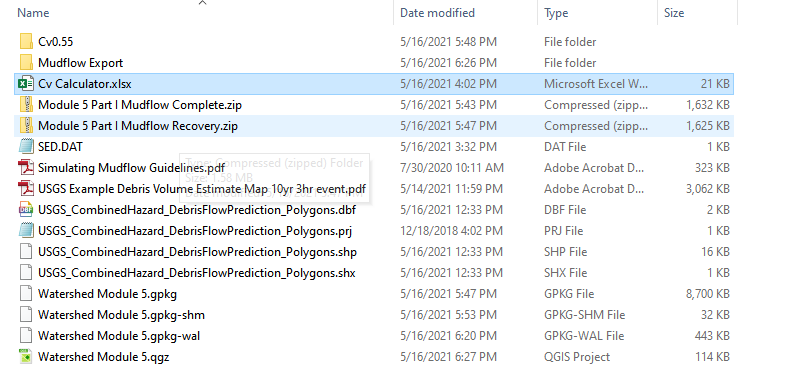 Name Date modified Type Size
Cv0.55 5/16/2021 5:48 PM File folder
Mudflow Export 5/16/2021 6:26 PM File folder
Cv Calculator.xlsx 5/16/2021 4:02 PM Microsoft Excel W... 21 KB
Module 5 Part I Mudflow Complete.zip 5/16/2021 5:43 PM Compressed (zipp... 1,632 KB
Module 5 Part I Mudflow Recovery.zip 5/16/2021 5:47 PM Compressed (zipp... 1,625 KB
SED.DAT 5/16/2021 3:32 PM DAT File 1 KB
Type: Compressed (zipped) Folder
Simulating Mudflow Guidelines.pdf 7/30/2020 10:11 AM Adobe Acrobat D... 323 KB
Size: 1.58 MB
USGS Example Debris Volume Estimate Map 10yr 3hr event.pdf 5/14/2021 11:59 PM Adobe Acrobat D... 3,062 KB
USGS_CombinedHazard_DebrisFlowPrediction_Polygons.dbf 5/16/2021 12:33 PM DBF File 2 KB
USGS_CombinedHazard_DebrisFlowPrediction_Polygons.prj 12/18/2018 4:02 PM PRJ File 1 KB
USGS_CombinedHazard_DebrisFlowPrediction_Polygons.shp 5/16/2021 12:33 PM SHP File 16 KB
USGS_CombinedHazard_DebrisFlowPrediction_Polygons.shx 5/16/2021 12:33 PM SHX File 1 KB
Watershed Module 5.gpkg 5/16/2021 5:47 PM GPKG File 8,700 KB
Watershed Module 5.gpkg-shm 5/16/2021 5:53 PM GPKG-SHM File 32 KB
Watershed Module 5.gpkg-wal 5/16/2021 6:20 PM GPKG-WAL File 443 KB
Watershed Module 5.qgz 5/16/2021 6:27 PM QGIS Project 114 KB